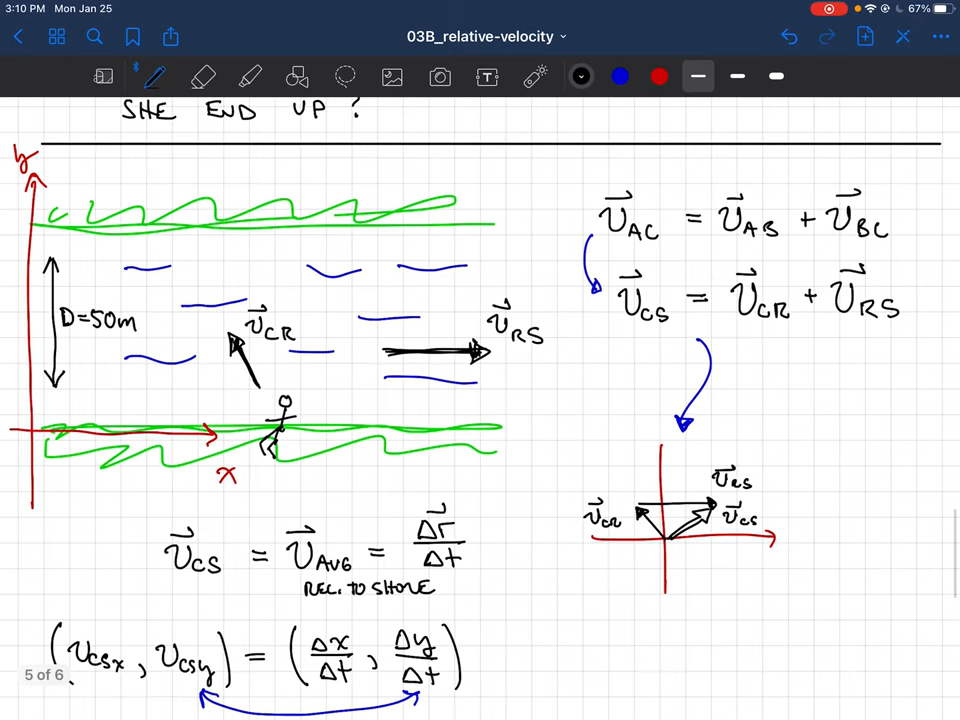 3:10 PM Mon Jan 25
67%
03B_relative-velocity
SHE END UP ?
y
D=50m
v⃗CR
v⃗RS
x
v⃗AC = v⃗AB + v⃗BC
v⃗CS = v⃗CR + v⃗RS
v⃗RS
v⃗CR
v⃗CS
v⃗CS = v⃗AVG = Δr⃗/Δt
REL. TO SHORE
(vCSx , vCSy) = (Δx/Δt , Δy/Δt)
5 of 6